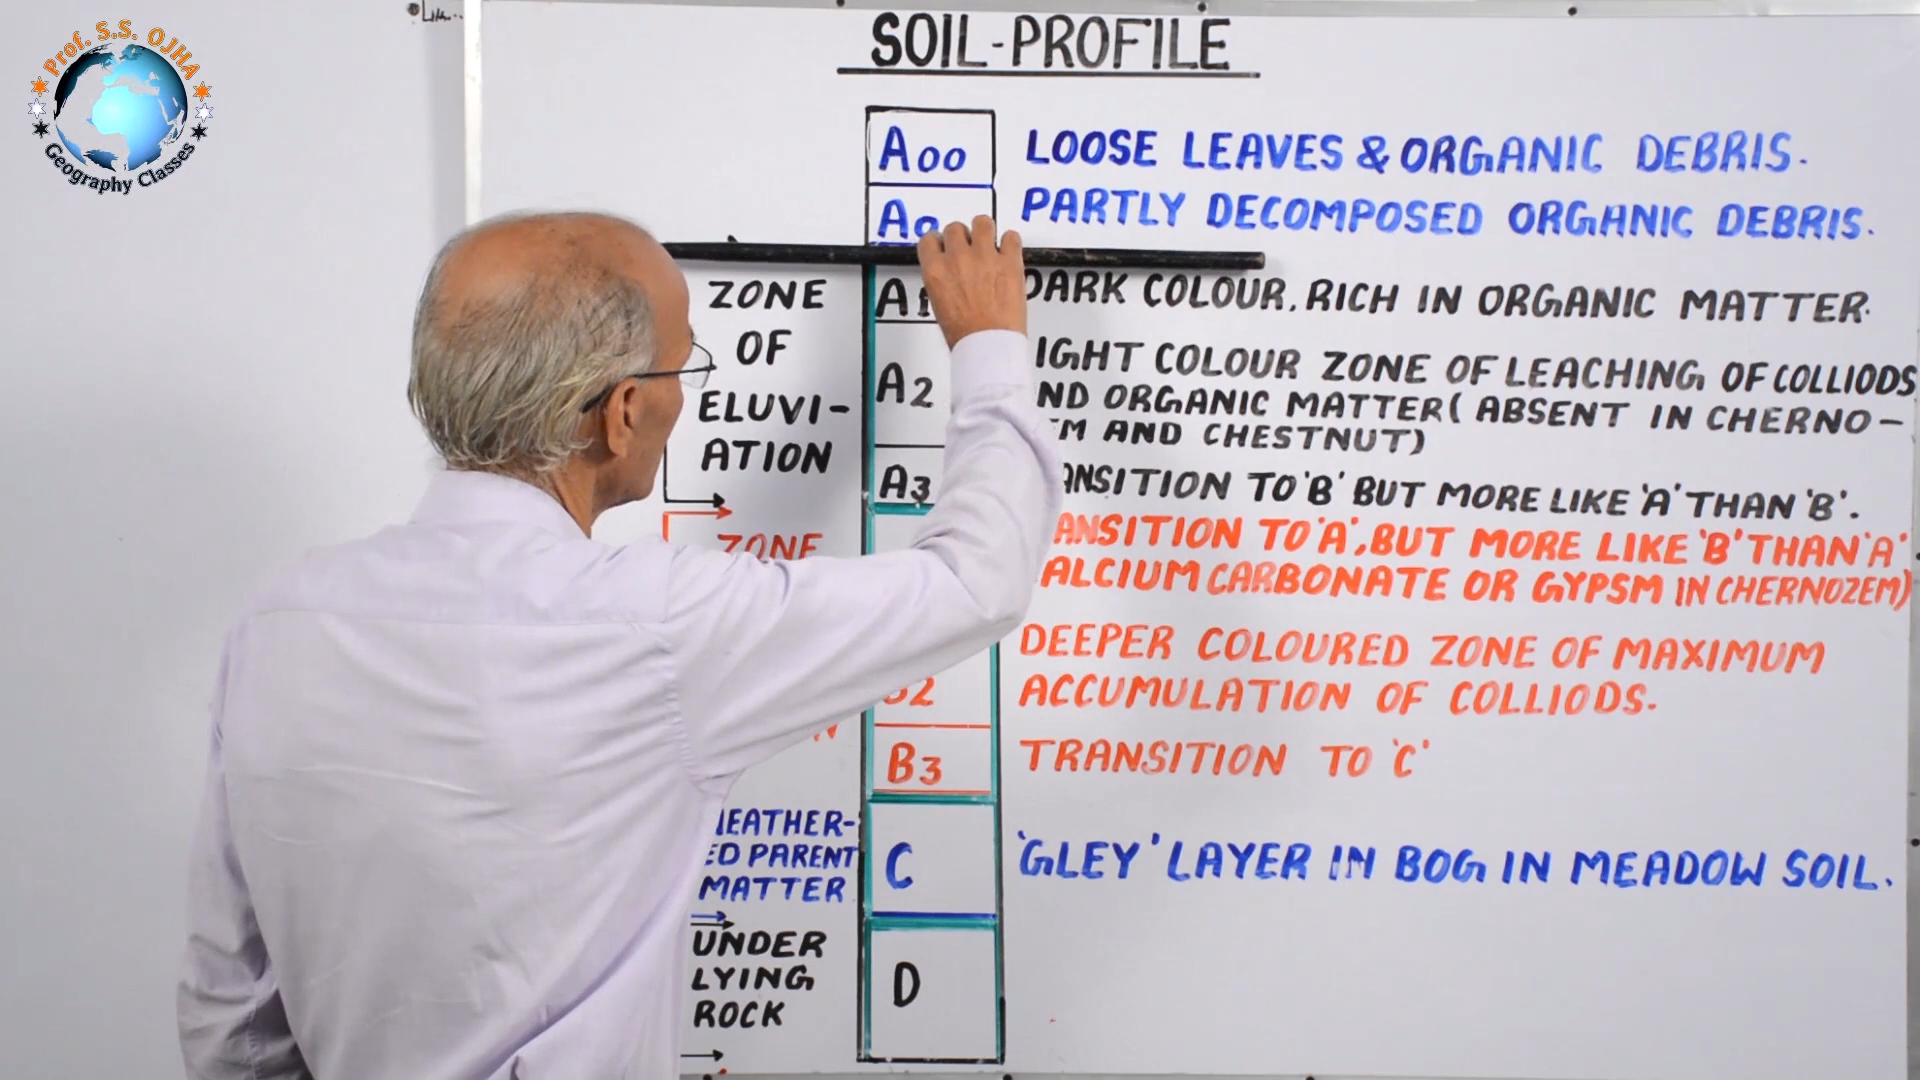 Prof. S.S. OJHA
Geography Classes
SOIL-PROFILE
A00 LOOSE LEAVES & ORGANIC DEBRIS.
A0 PARTLY DECOMPOSED ORGANIC DEBRIS.
ZONE
OF
ELUVI-
ATION
A1 DARK COLOUR. RICH IN ORGANIC MATTER.
A2 IGHT COLOUR ZONE OF LEACHING OF COLLIODS
ND ORGANIC MATTER (ABSENT IN CHERNO-
EM AND CHESTNUT)
A3 ANSITION TO 'B' BUT MORE LIKE 'A' THAN 'B'.
ZONE
ANSITION TO 'A', BUT MORE LIKE 'B' THAN 'A'
ALCIUM CARBONATE OR GYPSM IN CHERNOZEM)
DEEPER COLOURED ZONE OF MAXIMUM
B2 ACCUMULATION OF COLLIODS.
B3 TRANSITION TO 'C'
EATHER-
ED PARENT
MATTER
C 'GLEY' LAYER IN BOG IN MEADOW SOIL.
UNDER
LYING
ROCK
D